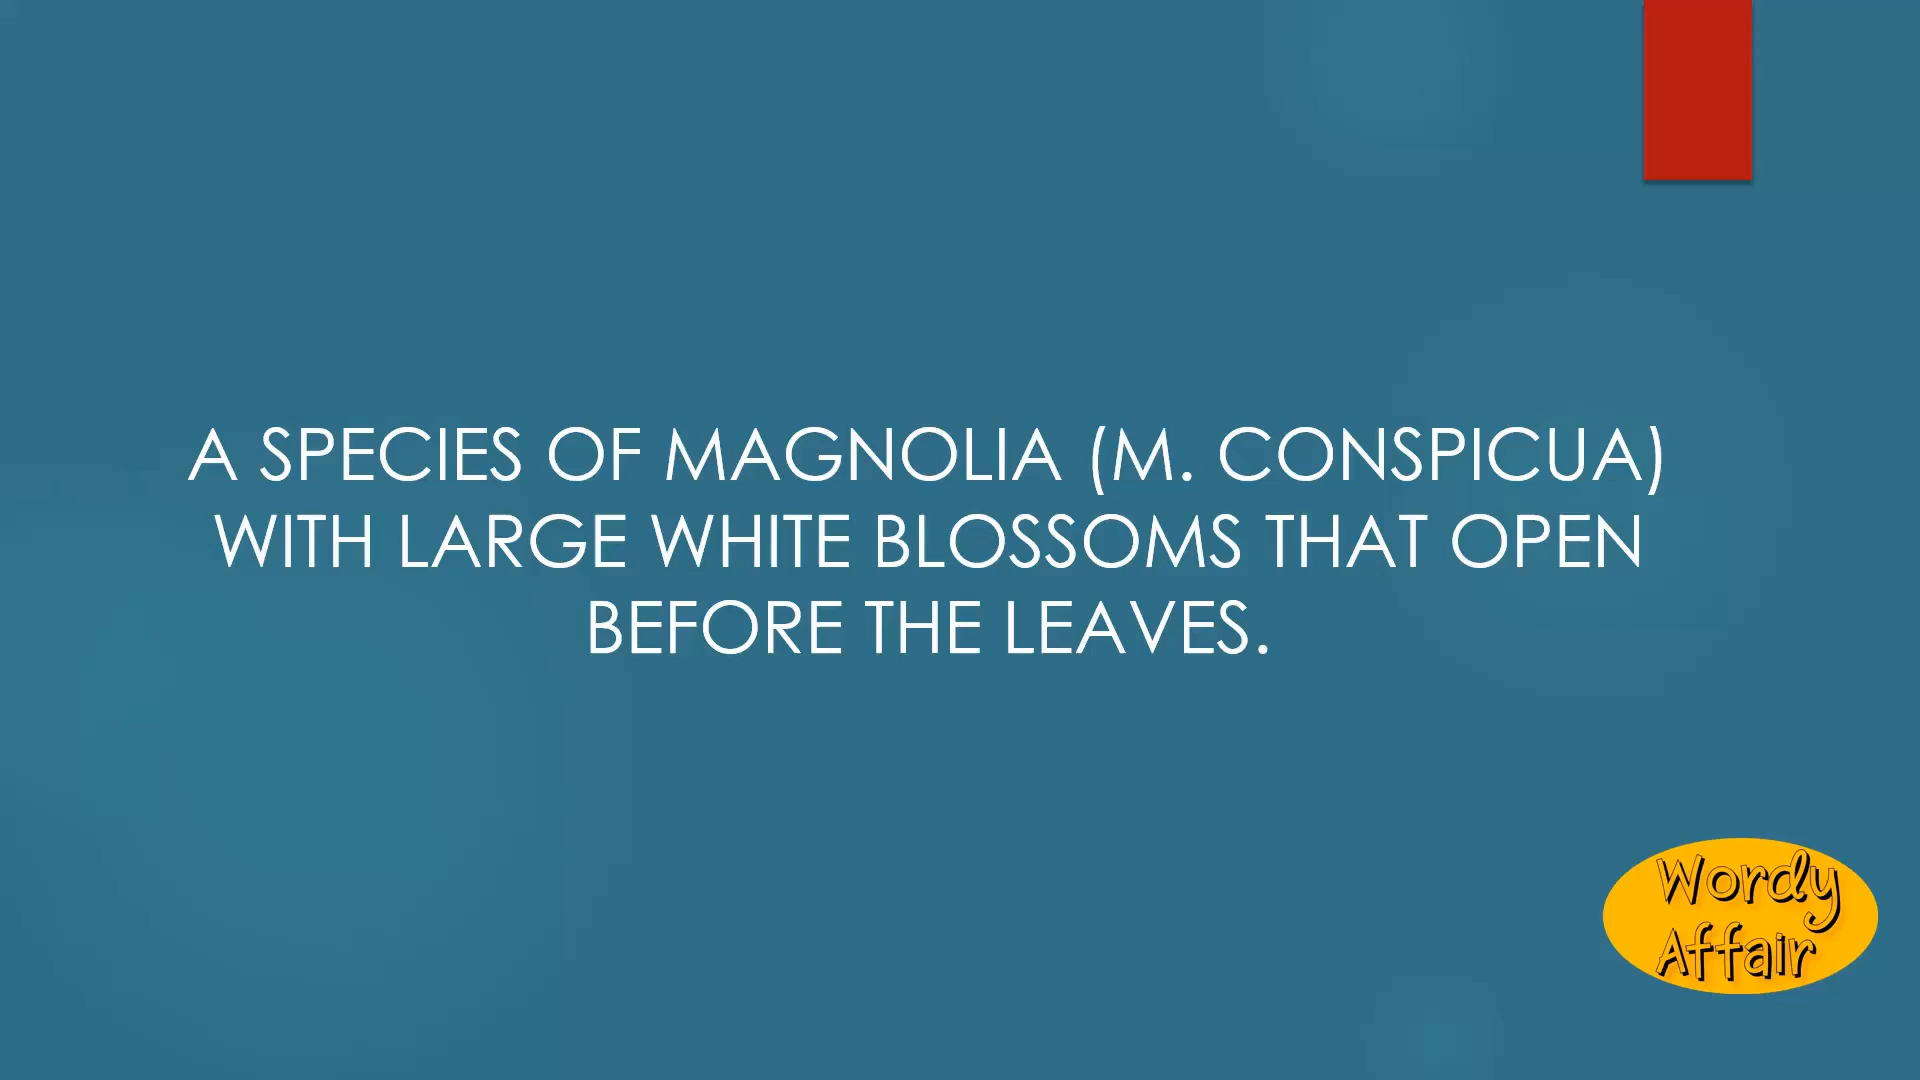 A SPECIES OF MAGNOLIA (M. CONSPICUA)
WITH LARGE WHITE BLOSSOMS THAT OPEN
BEFORE THE LEAVES.
Wordy
Affair